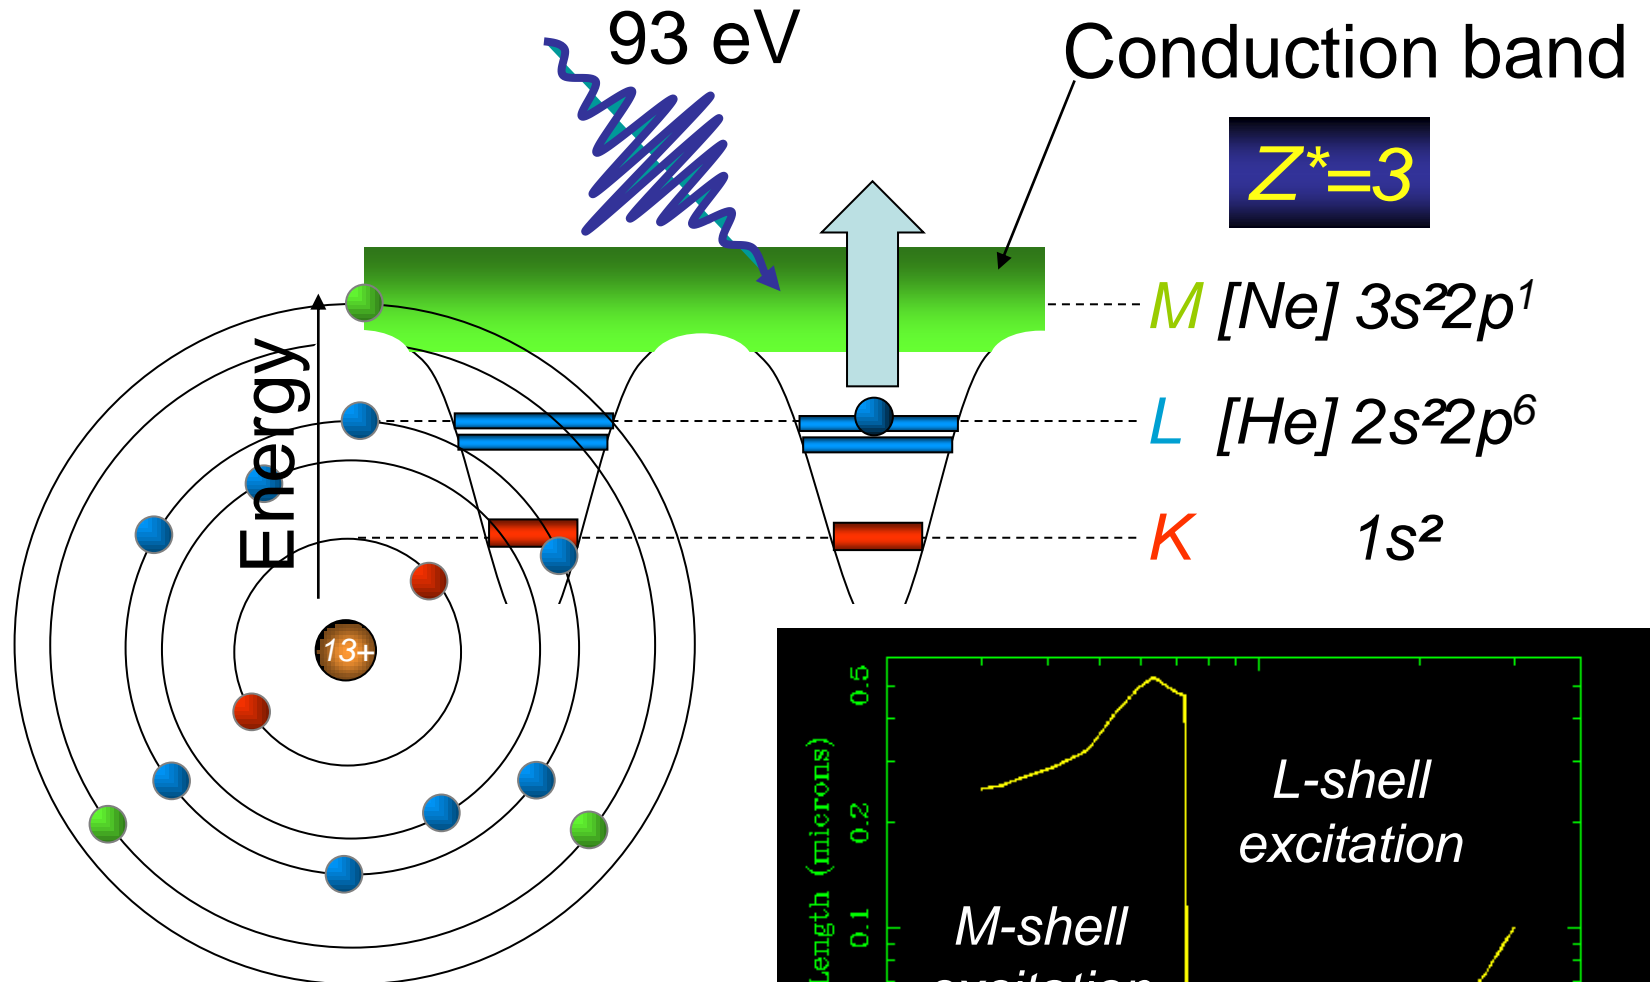 93 eV
Conduction band
Z*=3
M [Ne] 3s²2p¹
Energy
L [He] 2s²2p⁶
K 1s²
13+
0.5
0.2
0.1
Length (microns)
L-shell
excitation
M-shell
excitation